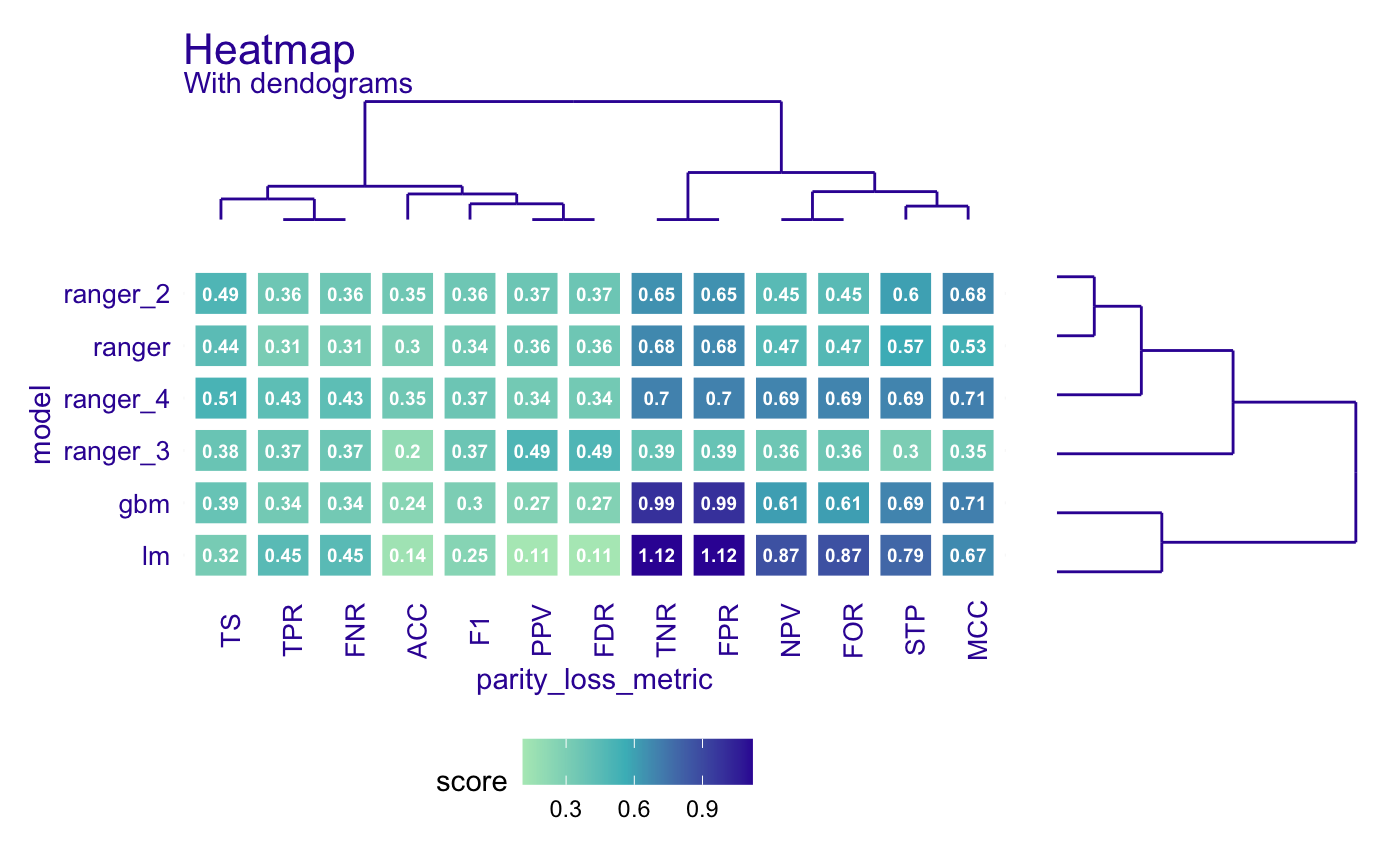 Heatmap
With dendograms
model
ranger_2 0.49 0.36 0.36 0.35 0.36 0.37 0.37 0.65 0.65 0.45 0.45 0.6 0.68
ranger 0.44 0.31 0.31 0.3 0.34 0.36 0.36 0.68 0.68 0.47 0.47 0.57 0.53
ranger_4 0.51 0.43 0.43 0.35 0.37 0.34 0.34 0.7 0.7 0.69 0.69 0.69 0.71
ranger_3 0.38 0.37 0.37 0.2 0.37 0.49 0.49 0.39 0.39 0.36 0.36 0.3 0.35
gbm 0.39 0.34 0.34 0.24 0.3 0.27 0.27 0.99 0.99 0.61 0.61 0.69 0.71
lm 0.32 0.45 0.45 0.14 0.25 0.11 0.11 1.12 1.12 0.87 0.87 0.79 0.67
TS TPR FNR ACC F1 PPV FDR TNR FPR NPV FOR STP MCC
parity_loss_metric
score
0.3 0.6 0.9